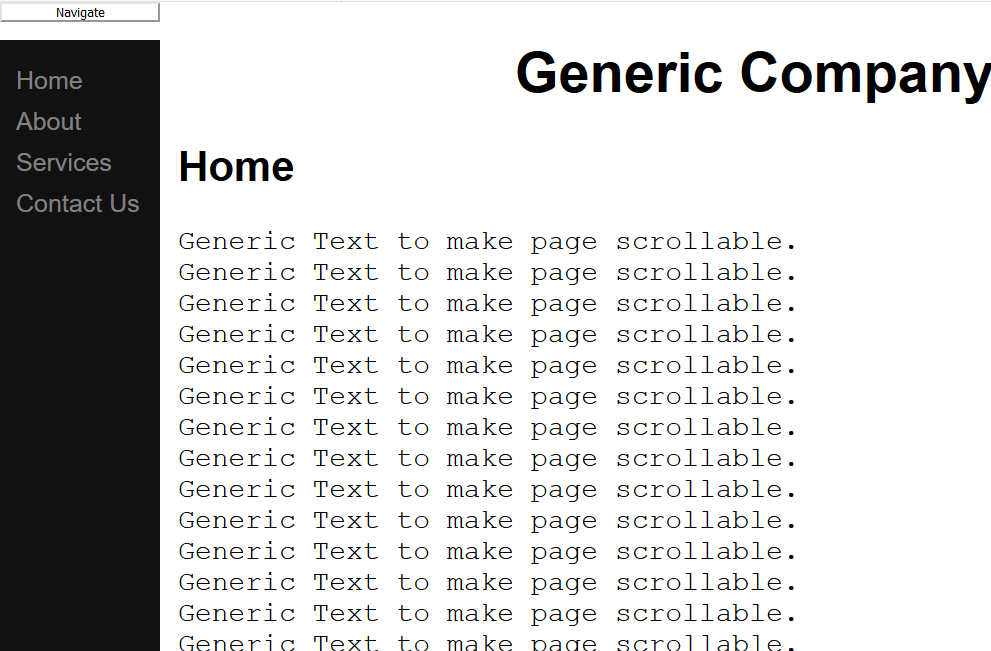 Navigate
Home
About
Services
Contact Us
Generic Company
Home
Generic Text to make page scrollable.
Generic Text to make page scrollable.
Generic Text to make page scrollable.
Generic Text to make page scrollable.
Generic Text to make page scrollable.
Generic Text to make page scrollable.
Generic Text to make page scrollable.
Generic Text to make page scrollable.
Generic Text to make page scrollable.
Generic Text to make page scrollable.
Generic Text to make page scrollable.
Generic Text to make page scrollable.
Generic Text to make page scrollable.
Generic Text to make page scrollable.